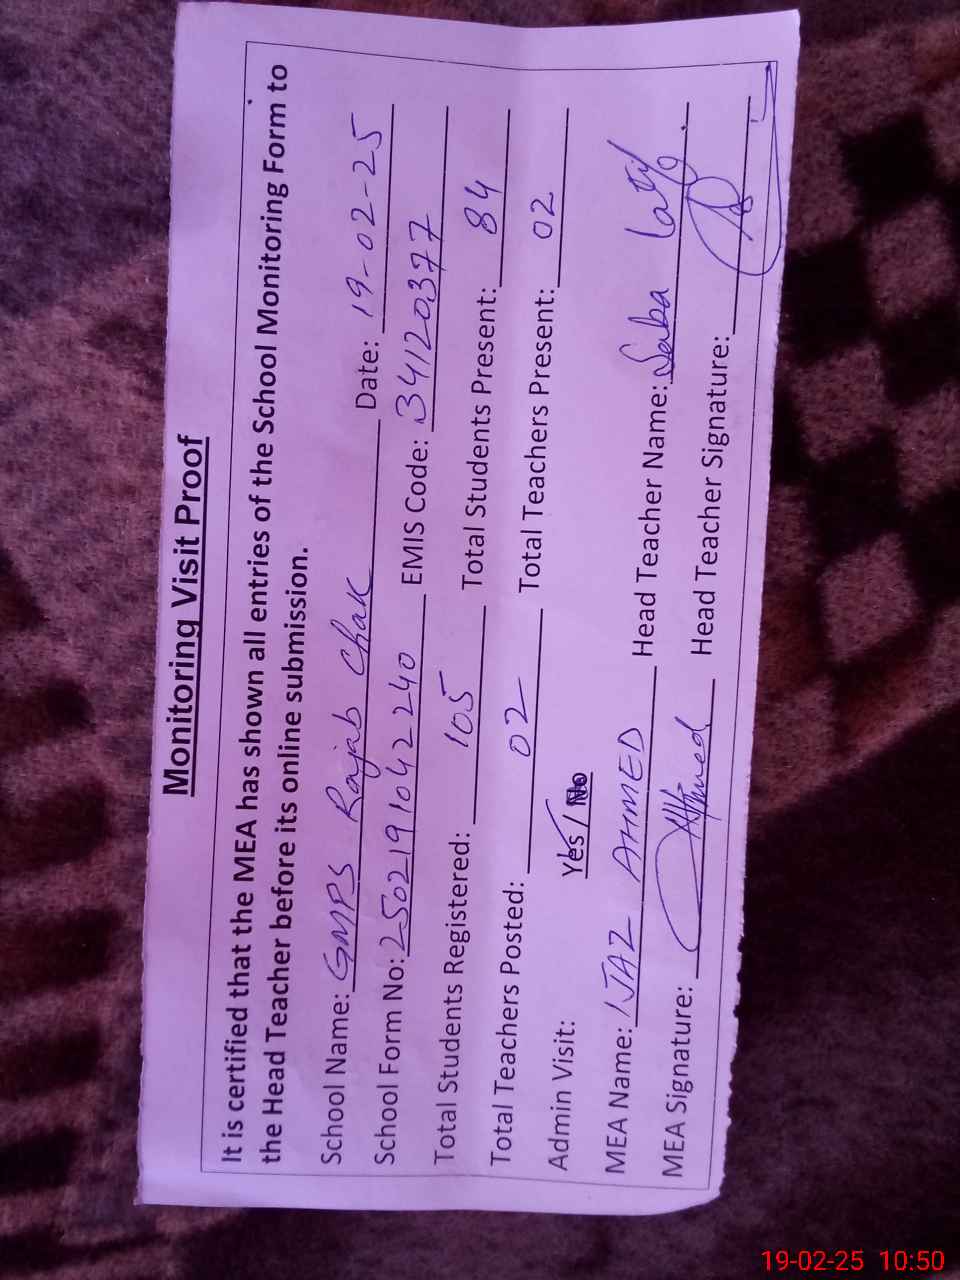 Monitoring Visit Proof
It is certified that the MEA has shown all entries of the School Monitoring Form to
the Head Teacher before its online submission.
School Name: GMPS Rajab Chak Date: 19-02-25
School Form No: 2502191042240 EMIS Code: 34120377
Total Students Registered: 105 Total Students Present: 84
Total Teachers Posted: 02 Total Teachers Present: 02
Admin Visit: Yes / No
MEA Name: IJAZ AHMED Head Teacher Name: Saba Latif
MEA Signature: Ahmed Head Teacher Signature:
19-02-25 10:50